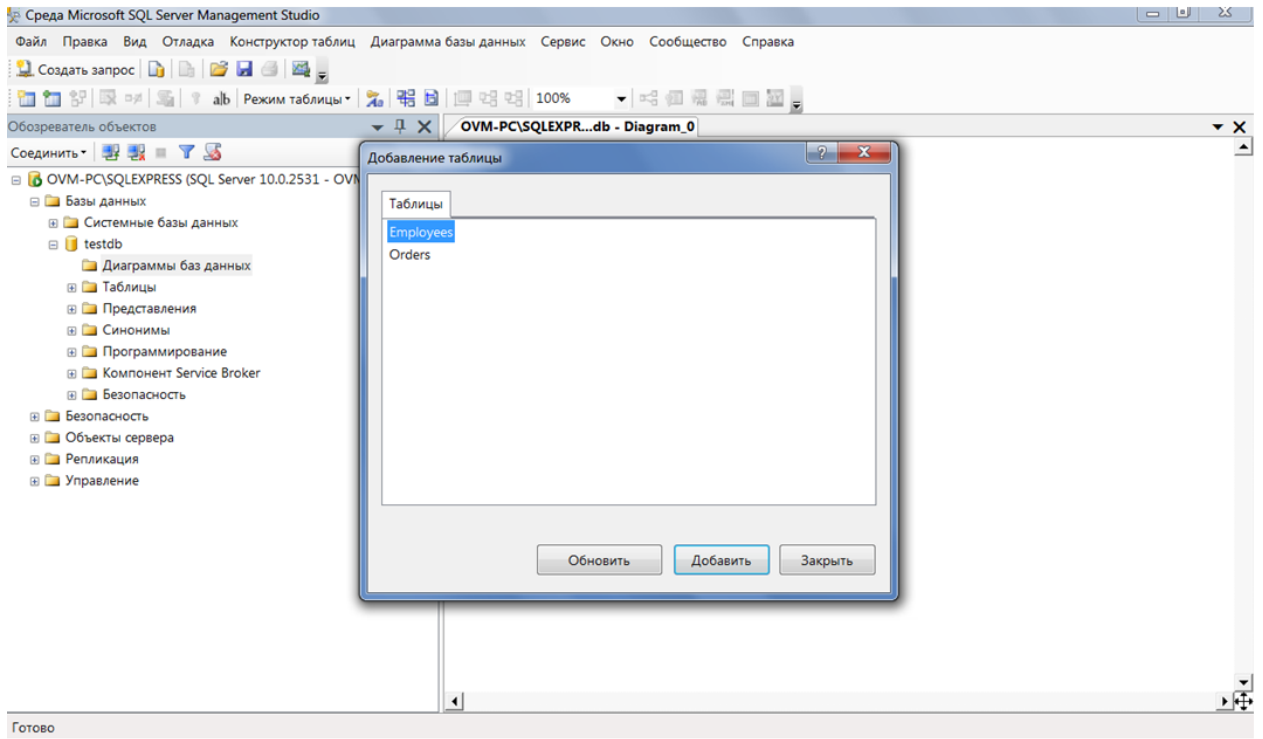 Среда Microsoft SQL Server Management Studio
Файл Правка Вид Отладка Конструктор таблиц Диаграмма базы данных Сервис Окно Сообщество Справка
Создать запрос
ab Режим таблицы 100%
Обозреватель объектов
OVM-PC\SQLEXPR...db - Diagram_0
Соединить
OVM-PC\SQLEXPRESS (SQL Server 10.0.2531 - OVM
Базы данных
Системные базы данных
testdb
Диаграммы баз данных
Таблицы
Представления
Синонимы
Программирование
Компонент Service Broker
Безопасность
Безопасность
Объекты сервера
Репликация
Управление
Добавление таблицы
Таблицы
Employees
Orders
Обновить Добавить Закрыть
Готово